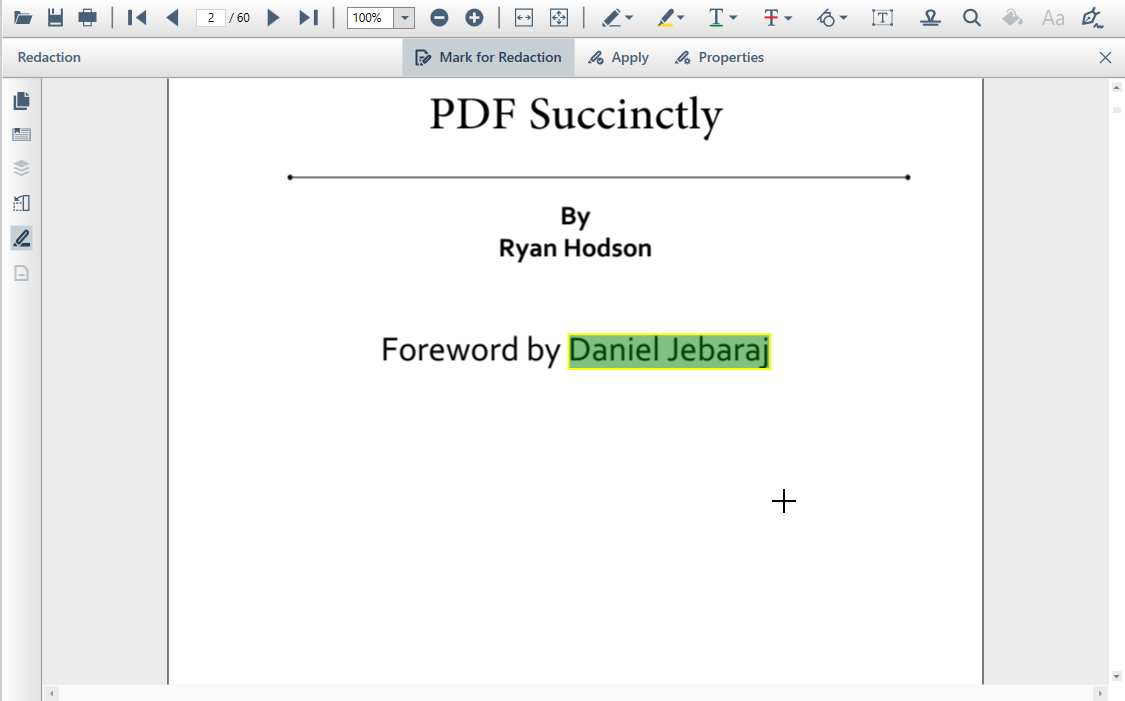 2 / 60 100% T T T Aa
Redaction Mark for Redaction Apply Properties
PDF Succinctly
By
Ryan Hodson
Foreword by Daniel Jebaraj